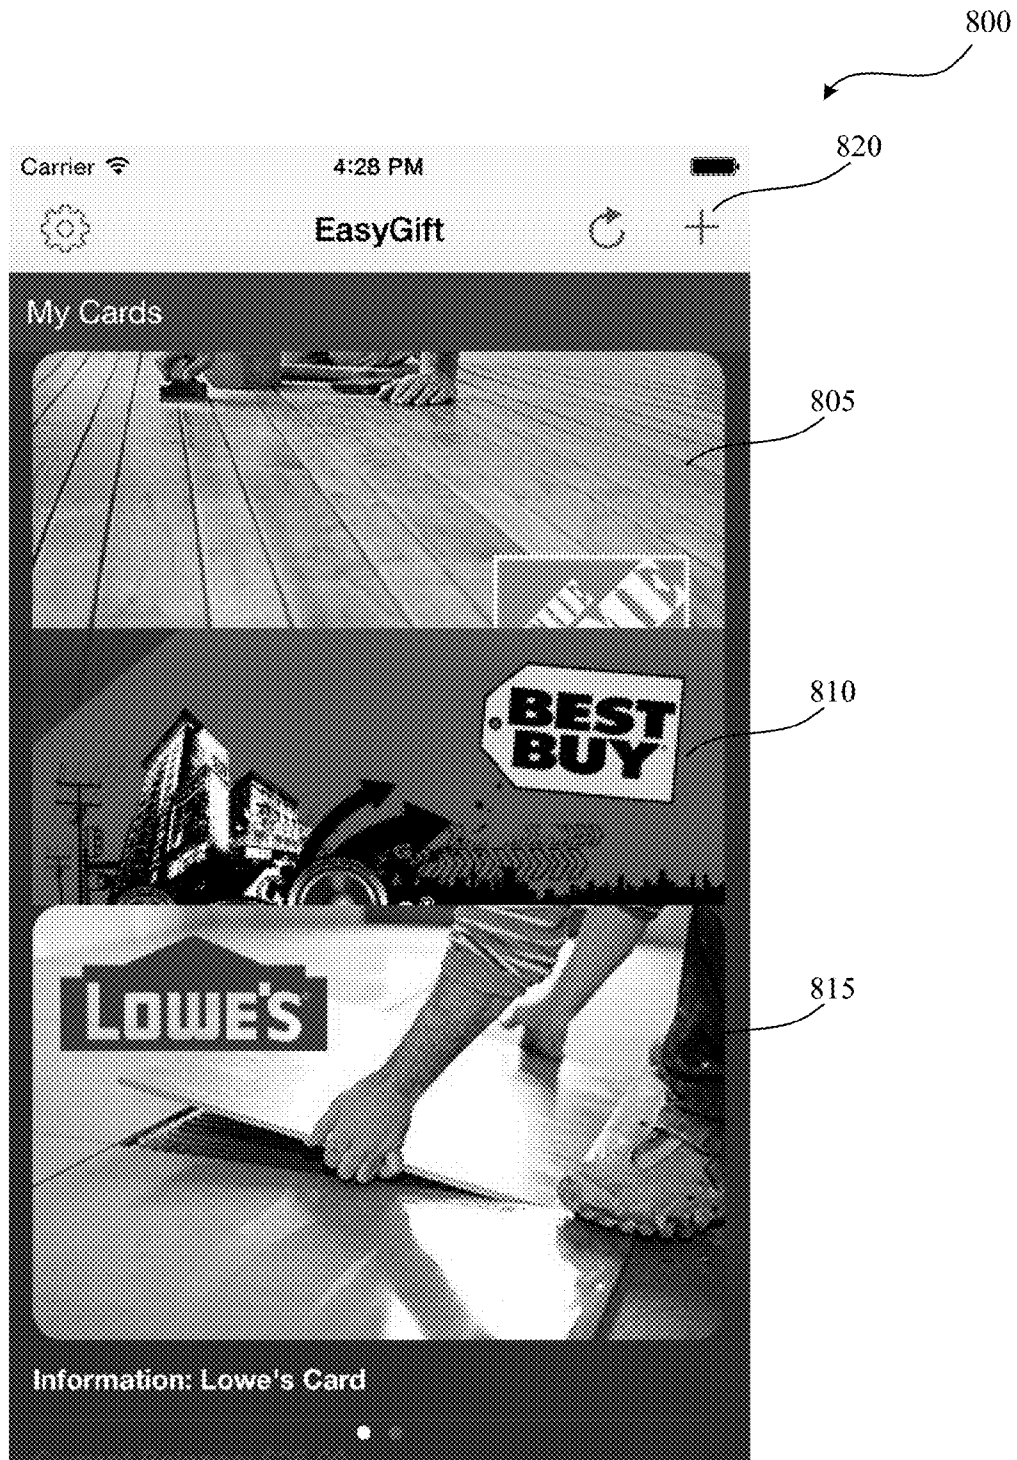 800
820
Carrier 4:28 PM
EasyGift
My Cards
805
810
BEST
BUY
LOWE'S
815
Information: Lowe's Card